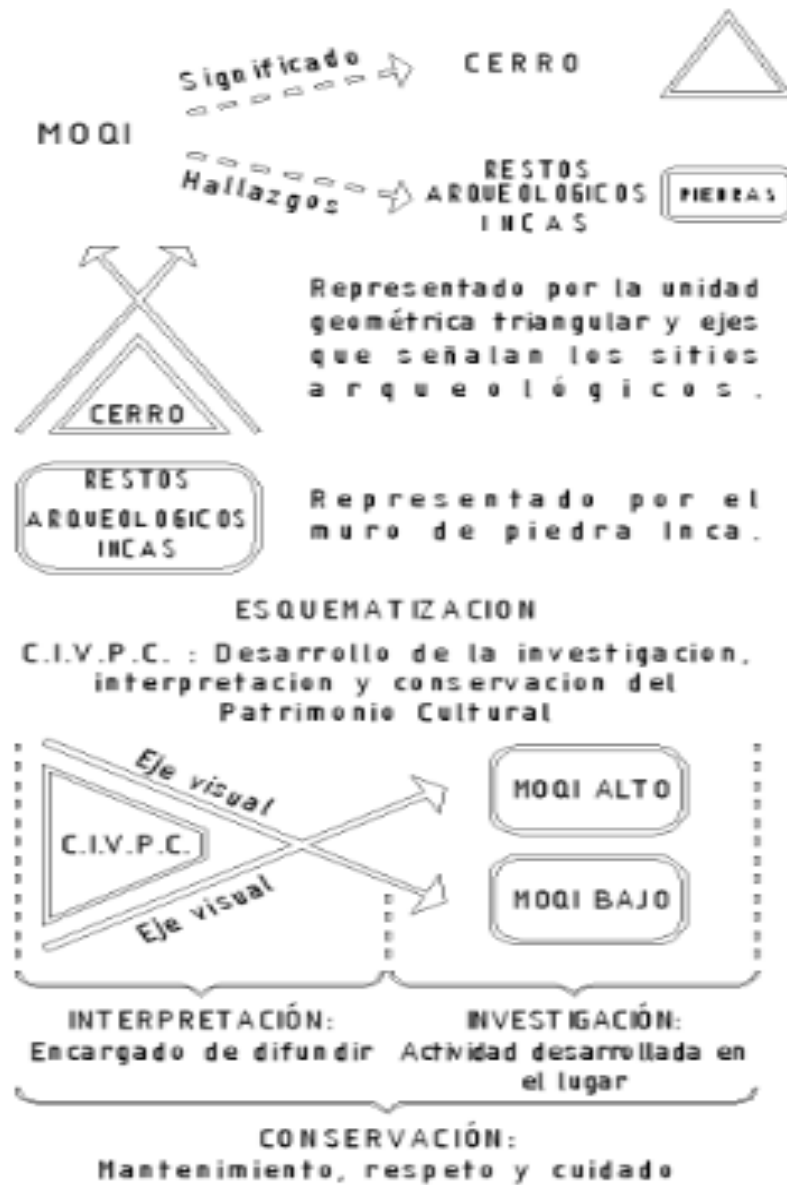 Significado
CERRO
MOQI
Hallazgos
RESTOS
ARQUEOLOGICOS
INCAS
PIEDRAS
Representado por la unidad
geométrica triangular y ejes
que señalan los sitios
arqueológicos.
CERRO
RESTOS
ARQUEOLOGICOS
INCAS
Representado por el
muro de piedra Inca.
ESQUEMATIZACION
C.I.V.P.C. : Desarrollo de la investigacion,
interpretacion y conservacion del
Patrimonio Cultural
Eje visual
C.I.V.P.C.
Eje visual
MOQI ALTO
MOQI BAJO
INTERPRETACIÓN:
Encargado de difundir
INVESTIGACIÓN:
Actividad desarrollada en
el lugar
CONSERVACIÓN:
Mantenimiento, respeto y cuidado